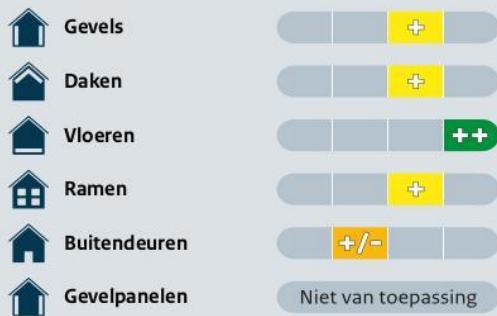 Gevels +
Daken +
Vloeren ++
Ramen +
Buitendeuren +/-
Gevelpanelen Niet van toepassing